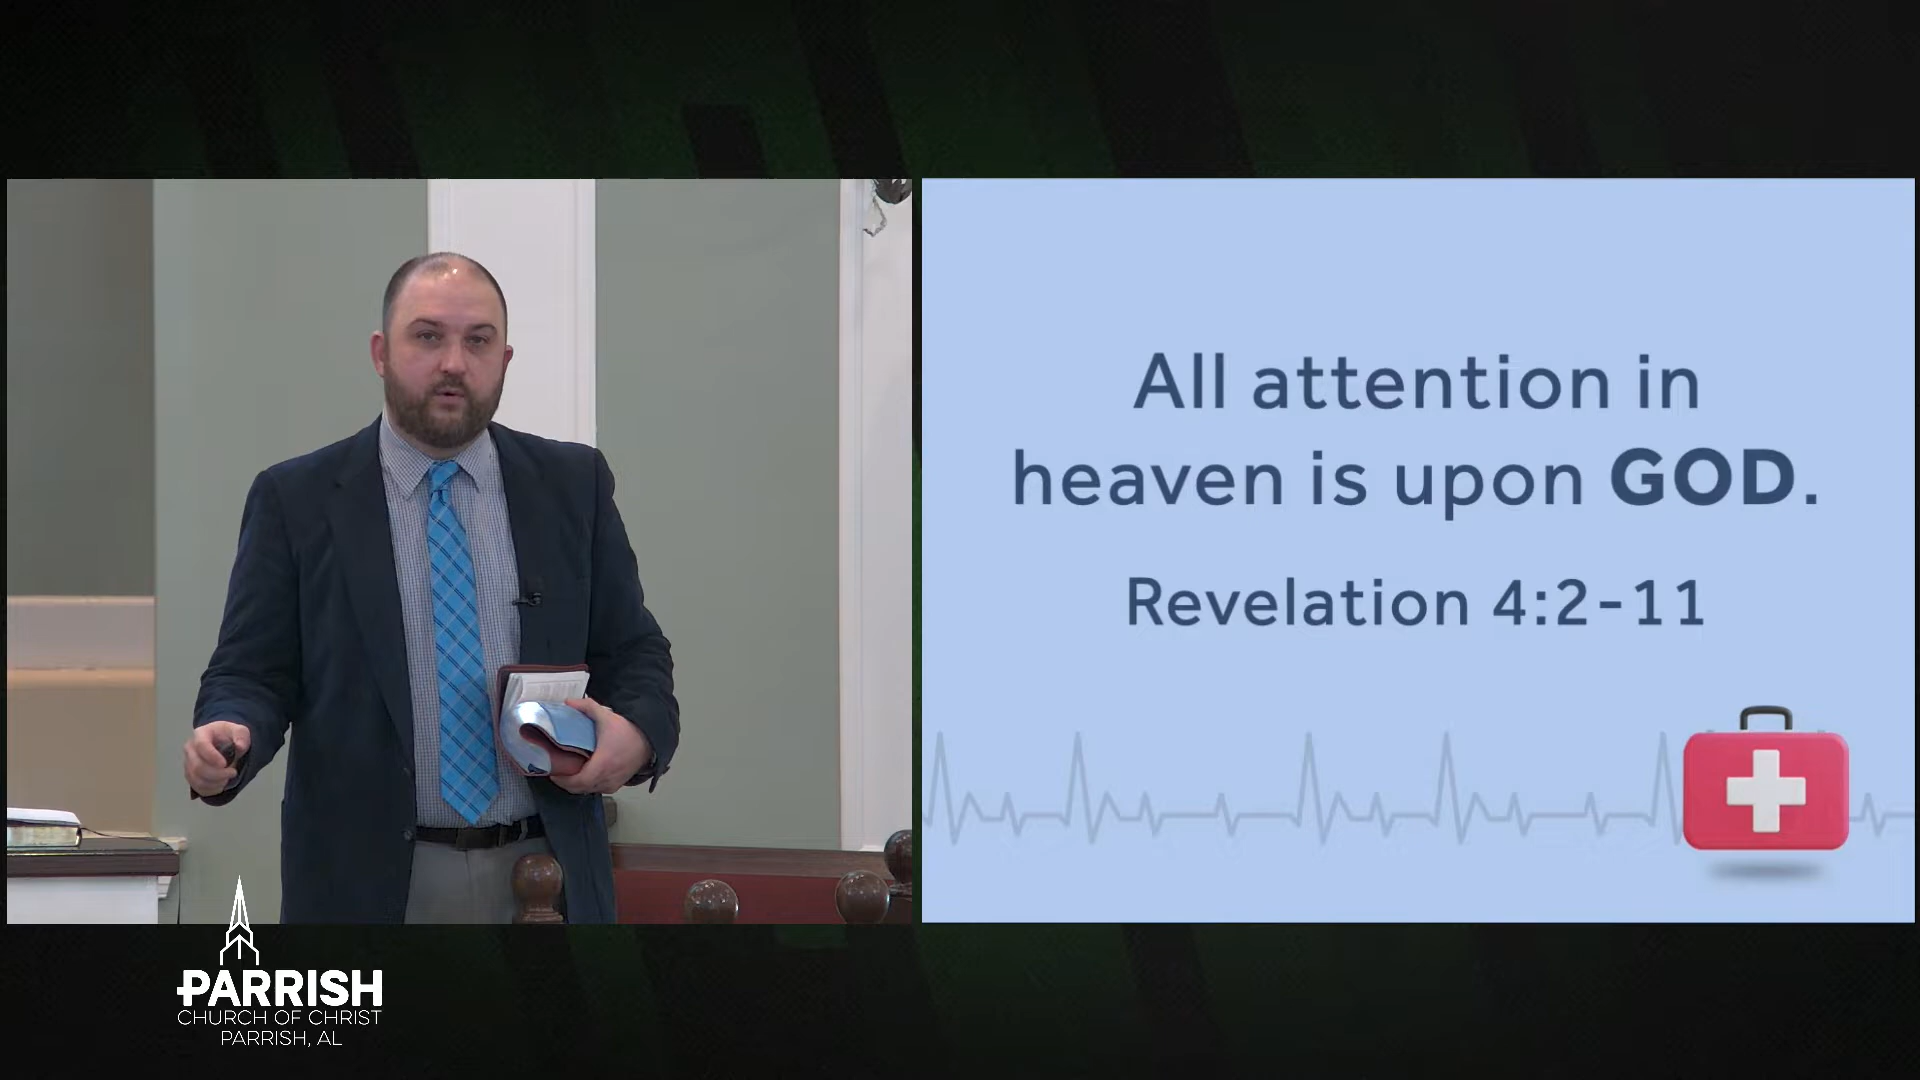 All attention in
heaven is upon GOD.
Revelation 4:2-11
PARRISH
CHURCH OF CHRIST
PARRISH, AL